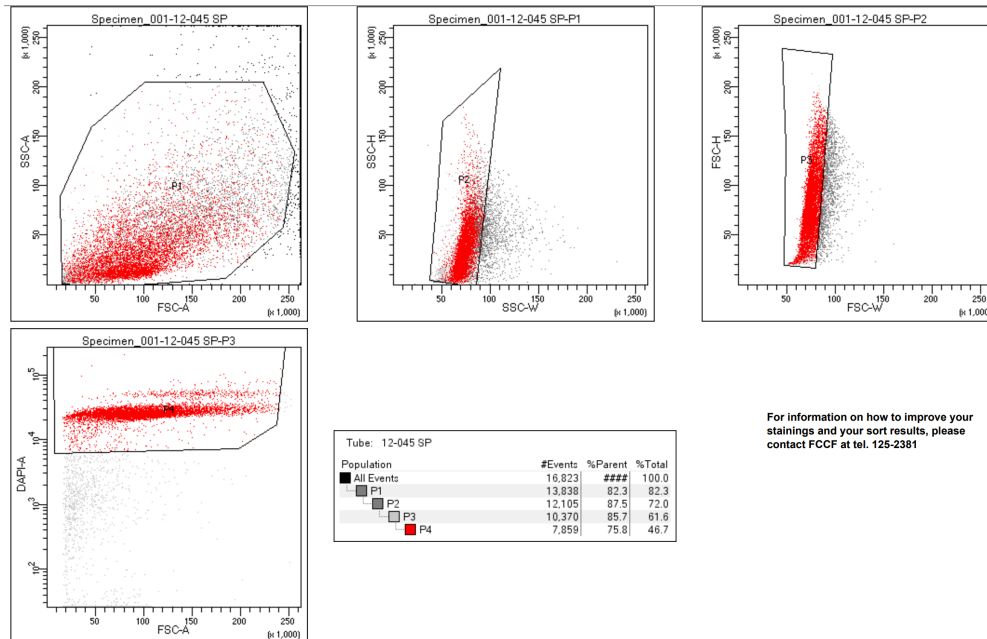 Specimen_001-12-045 SP
(x 1,000)
SSC-A
250
200
150
100
50
P1
50 100 150 200 250
FSC-A
(x 1,000)
Specimen_001-12-045 SP-P1
(x 1,000)
SSC-H
250
200
150
100
50
P2
50 100 150 200 250
SSC-W
(x 1,000)
Specimen_001-12-045 SP-P2
(x 1,000)
FSC-H
250
200
150
100
50
P3
50 100 150 200 250
FSC-W
(x 1,000)
Specimen_001-12-045 SP-P3
DAPI-A
10^5
10^4
10^3
10^2
P4
50 100 150 200 250
FSC-A
(x 1,000)
Tube: 12-045 SP
Population #Events %Parent %Total
All Events 16,823 #### 100.0
P1 13,838 82.3 82.3
P2 12,105 87.5 72.0
P3 10,370 85.7 61.6
P4 7,859 75.8 46.7
For information on how to improve your
stainings and your sort results, please
contact FCCF at tel. 125-2381